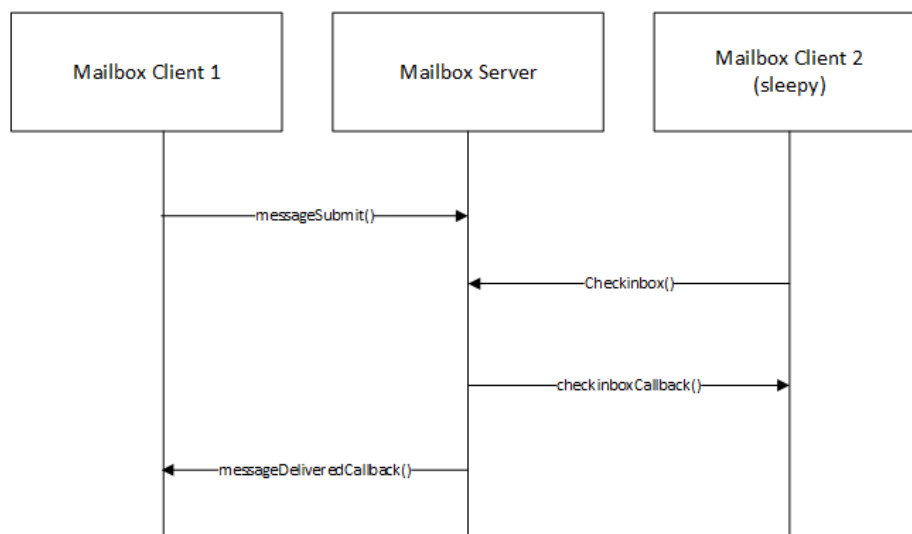 Mailbox Client 1
Mailbox Server
Mailbox Client 2
(sleepy)
messageSubmit()
Checkinbox()
checkinboxCallback()
messageDeliveredCallback()